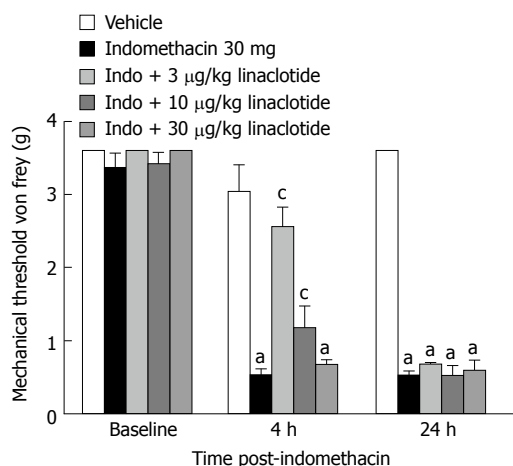 Vehicle
Indomethacin 30 mg
Indo + 3 μg/kg linaclotide
Indo + 10 μg/kg linaclotide
Indo + 30 μg/kg linaclotide
Mechanical threshold von frey (g)
4
3
2
1
0
c
c
a
a
a
a
a
a
Baseline
4 h
24 h
Time post-indomethacin